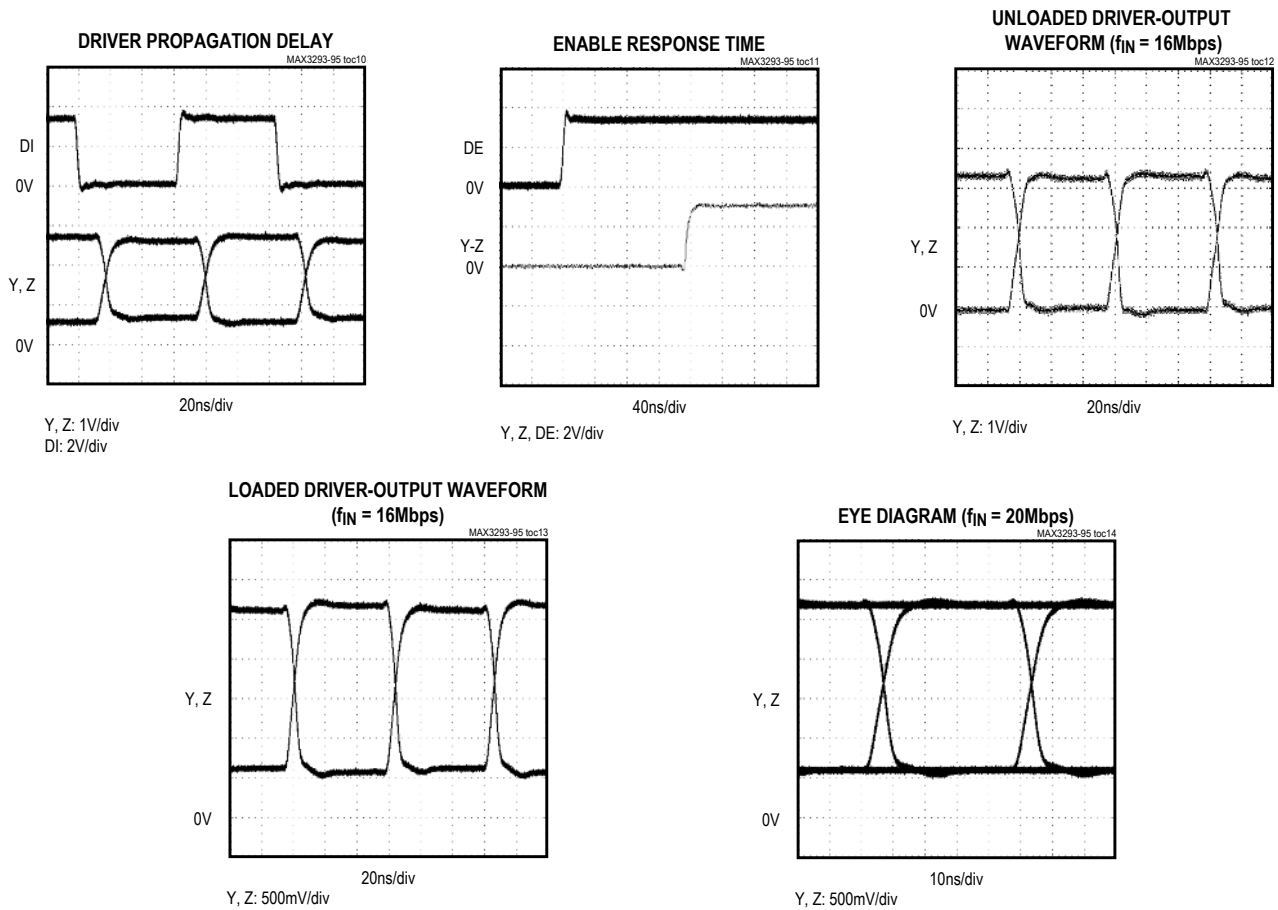 DRIVER PROPAGATION DELAY
MAX3293-95 toc10
DI
0V
Y, Z
0V
20ns/div
Y, Z: 1V/div
DI: 2V/div
ENABLE RESPONSE TIME
MAX3293-95 toc11
DE
0V
Y-Z
0V
40ns/div
Y, Z, DE: 2V/div
UNLOADED DRIVER-OUTPUT
WAVEFORM (fIN = 16Mbps)
MAX3293-95 toc12
Y, Z
0V
20ns/div
Y, Z: 1V/div
LOADED DRIVER-OUTPUT WAVEFORM
(fIN = 16Mbps)
MAX3293-95 toc13
Y, Z
0V
20ns/div
Y, Z: 500mV/div
EYE DIAGRAM (fIN = 20Mbps)
MAX3293-95 toc14
Y, Z
0V
10ns/div
Y, Z: 500mV/div